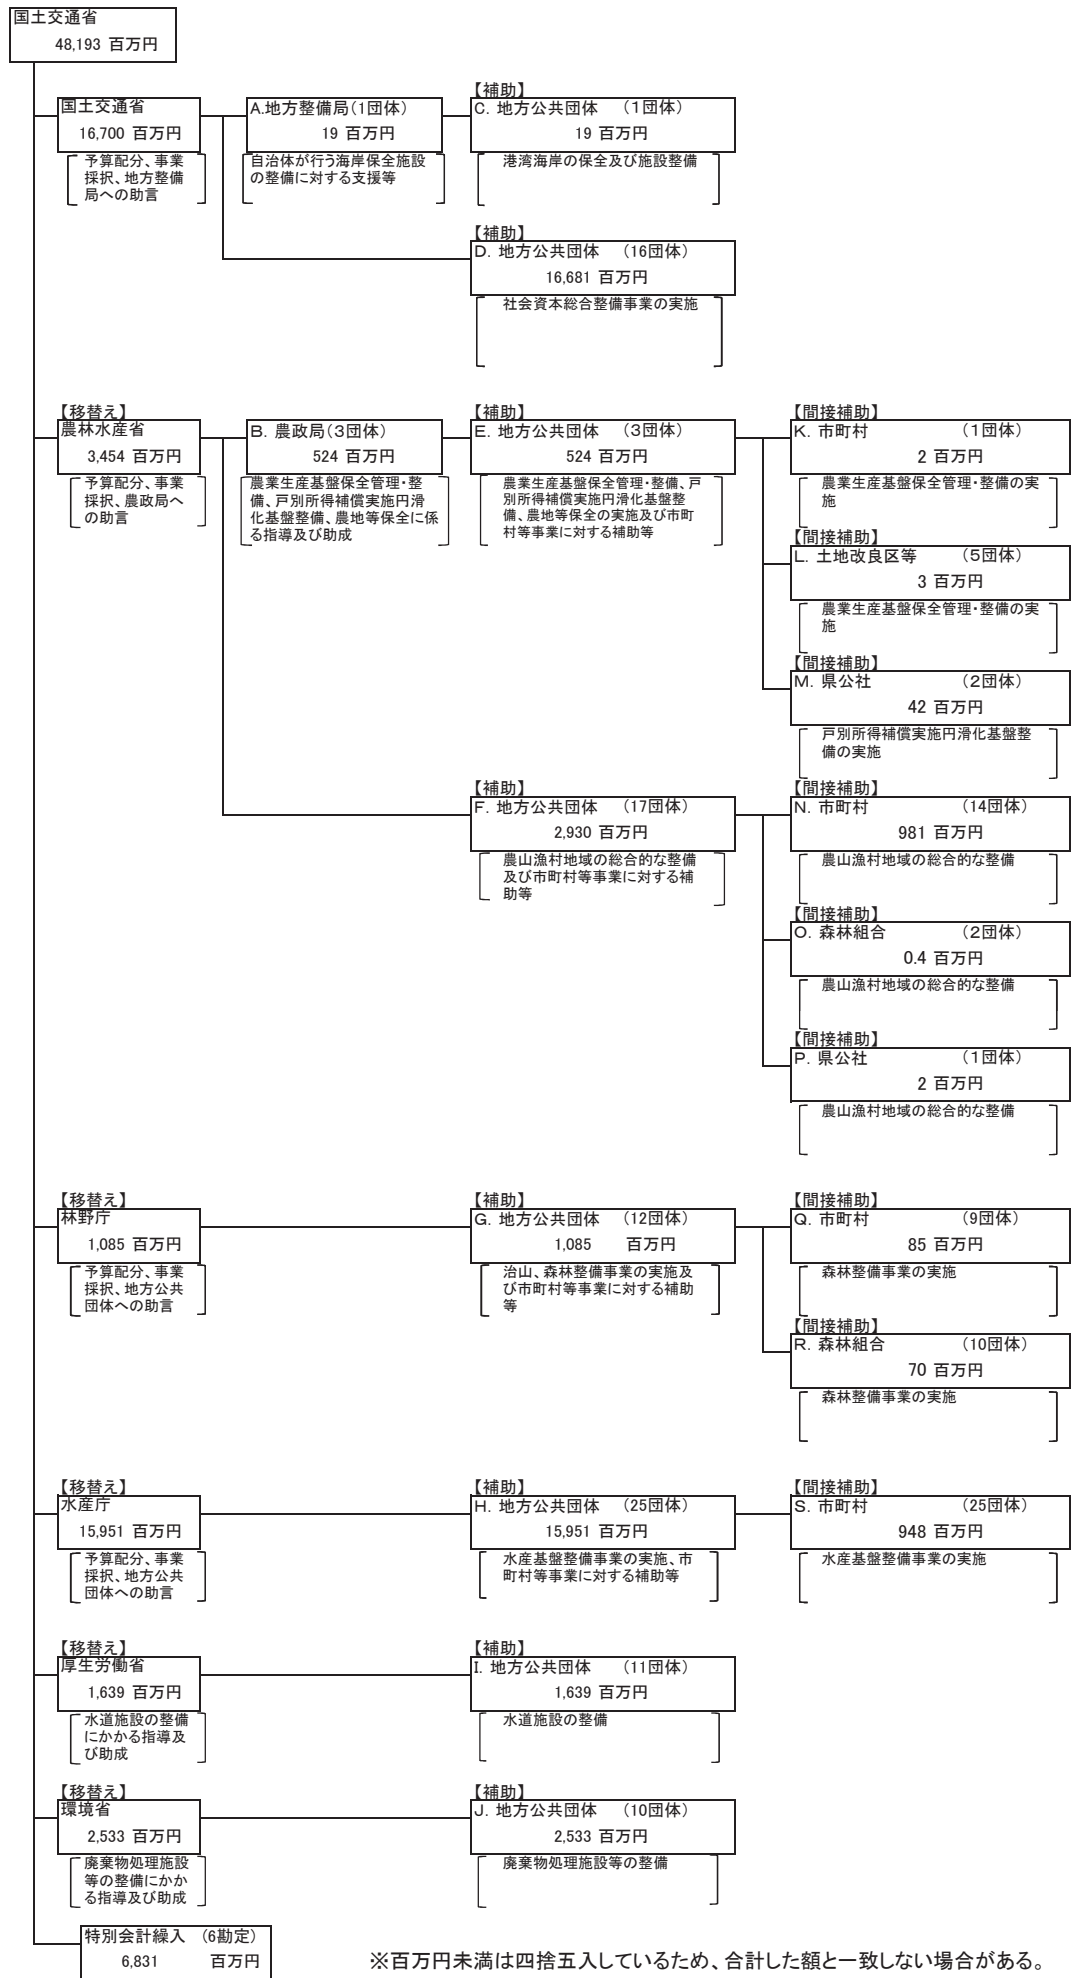 国土交通省
48,193 百万円
国土交通省
16,700 百万円
予算配分、事業
採択、地方整備
局への助言
A.地方整備局(1団体)
19 百万円
自治体が行う海岸保全施設
の整備に対する支援等
【補助】
C. 地方公共団体 (1団体)
19 百万円
港湾海岸の保全及び施設整備
【補助】
D. 地方公共団体 (16団体)
16,681 百万円
社会資本総合整備事業の実施
【移替え】
農林水産省
3,454 百万円
予算配分、事業
採択、農政局へ
の助言
B. 農政局(3団体)
524 百万円
農業生産基盤保全管理・整
備、戸別所得補償実施円滑
化基盤整備、農地等保全に係
る指導及び助成
【補助】
E. 地方公共団体 (3団体)
524 百万円
農業生産基盤保全管理・整備、戸
別所得補償実施円滑化基盤整
備、農地等保全の実施及び市町
村等事業に対する補助等
【間接補助】
K. 市町村 (1団体)
2 百万円
農業生産基盤保全管理・整備の実
施
【間接補助】
L. 土地改良区等 (5団体)
3 百万円
農業生産基盤保全管理・整備の実
施
【間接補助】
M. 県公社 (2団体)
42 百万円
戸別所得補償実施円滑化基盤整
備の実施
【補助】
F. 地方公共団体 (17団体)
2,930 百万円
農山漁村地域の総合的な整備
及び市町村等事業に対する補
助等
【間接補助】
N. 市町村 (14団体)
981 百万円
農山漁村地域の総合的な整備
【間接補助】
O. 森林組合 (2団体)
0.4 百万円
農山漁村地域の総合的な整備
【間接補助】
P. 県公社 (1団体)
2 百万円
農山漁村地域の総合的な整備
【移替え】
林野庁
1,085 百万円
予算配分、事業
採択、地方公共
団体への助言
【補助】
G. 地方公共団体 (12団体)
1,085 百万円
治山、森林整備事業の実施及
び市町村等事業に対する補助
等
【間接補助】
Q. 市町村 (9団体)
85 百万円
森林整備事業の実施
【間接補助】
R. 森林組合 (10団体)
70 百万円
森林整備事業の実施
【移替え】
水産庁
15,951 百万円
予算配分、事業
採択、地方公共
団体への助言
【補助】
H. 地方公共団体 (25団体)
15,951 百万円
水産基盤整備事業の実施、市
町村等事業に対する補助等
【間接補助】
S. 市町村 (25団体)
948 百万円
水産基盤整備事業の実施
【移替え】
厚生労働省
1,639 百万円
水道施設の整備
にかかる指導及
び助成
【補助】
I. 地方公共団体 (11団体)
1,639 百万円
水道施設の整備
【移替え】
環境省
2,533 百万円
廃棄物処理施設
等の整備にかか
る指導及び助成
【補助】
J. 地方公共団体 (10団体)
2,533 百万円
廃棄物処理施設等の整備
特別会計繰入 (6勘定)
6,831 百万円
※百万円未満は四捨五入しているため、合計した額と一致しない場合がある。